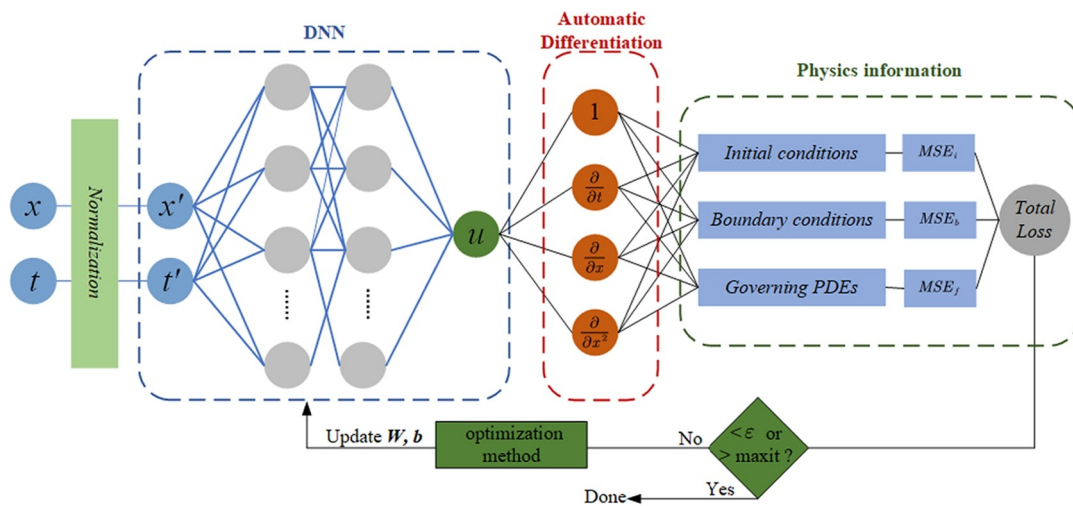 DNN
Automatic
Differentiation
Physics information
Normalization
x
t
x'
t'
u
1
∂/∂t
∂/∂x
∂/∂x²
Initial conditions
MSEᵢ
Boundary conditions
MSE_b
Governing PDEs
MSE_f
Total
Loss
Update W, b
optimization
method
No
<ε or
> maxit ?
Yes
Done